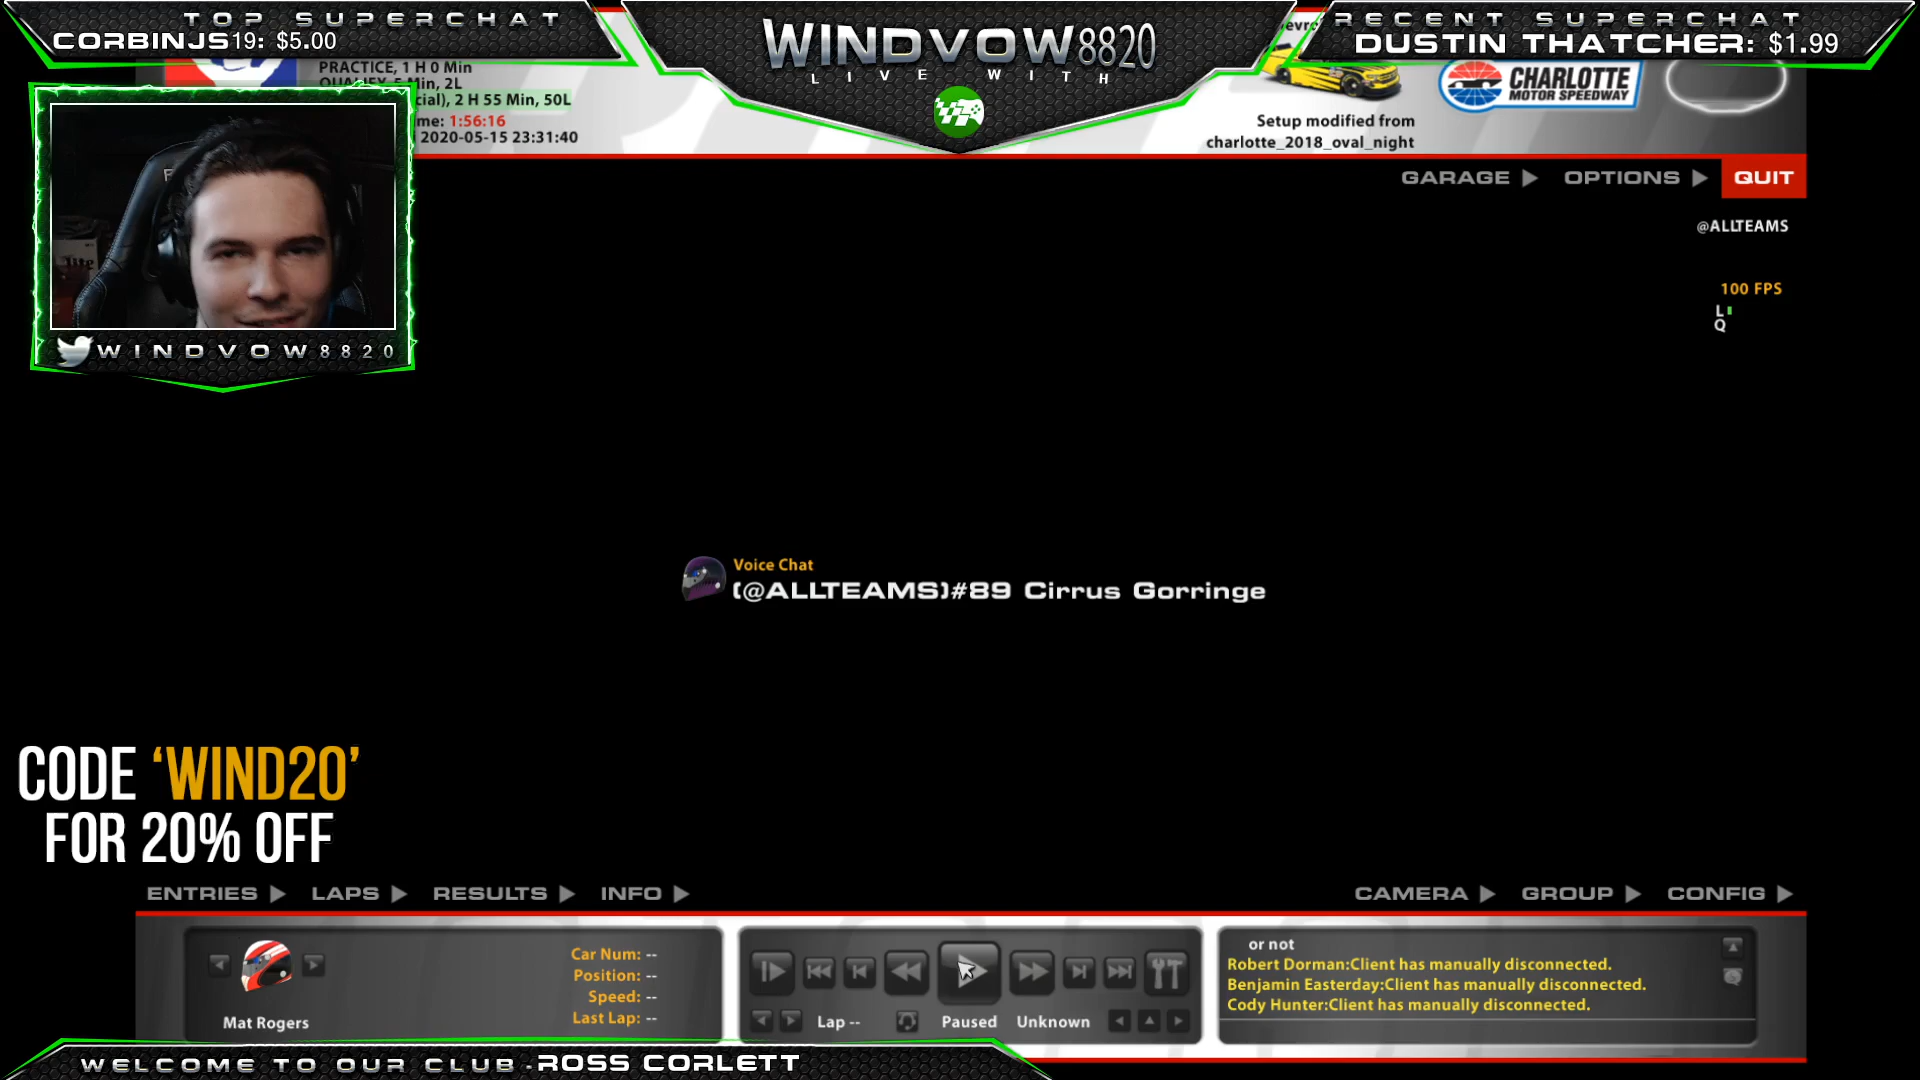 TOP SUPERCHAT
CORBINJS19: $5.00
WINDVOW8820
LIVE WITH
RECENT SUPERCHAT
DUSTIN THATCHER: $1.99
PRACTICE, 1 H 0 Min
QUALIFY, 5 Min, 2L
cial), 2 H 55 Min, 50L
me: 1:56:16
2020-05-15 23:31:40
Setup modified from
charlotte_2018_oval_night
CHARLOTTE
MOTOR SPEEDWAY
GARAGE
OPTIONS
QUIT
@ALLTEAMS
100 FPS
L
Q
WINDVOW8820
Voice Chat
(@ALLTEAMS)#89 Cirrus Gorringe
CODE ‘WIND20’
FOR 20% OFF
ENTRIES
LAPS
RESULTS
INFO
CAMERA
GROUP
CONFIG
Mat Rogers
Car Num: --
Position: --
Speed: --
Last Lap: --
Lap --
Paused
Unknown
or not
Robert Dorman:Client has manually disconnected.
Benjamin Easterday:Client has manually disconnected.
Cody Hunter:Client has manually disconnected.
WELCOME TO OUR CLUB - ROSS CORLETT